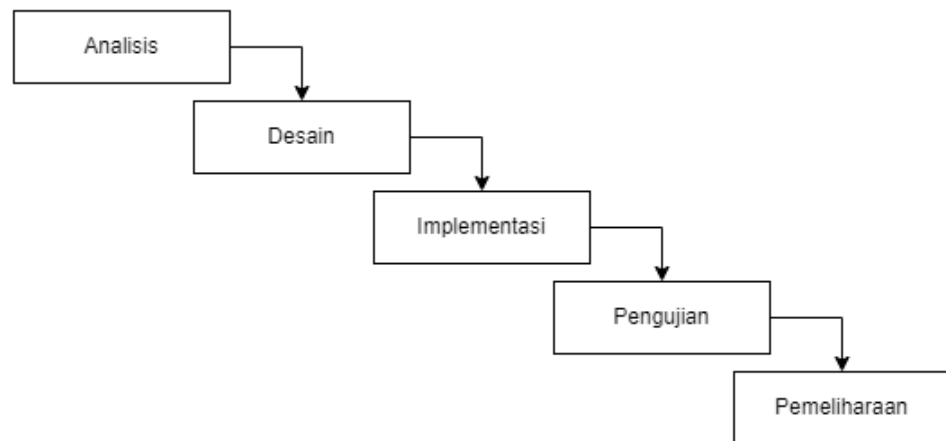 Analisis
Desain
Implementasi
Pengujian
Pemeliharaan